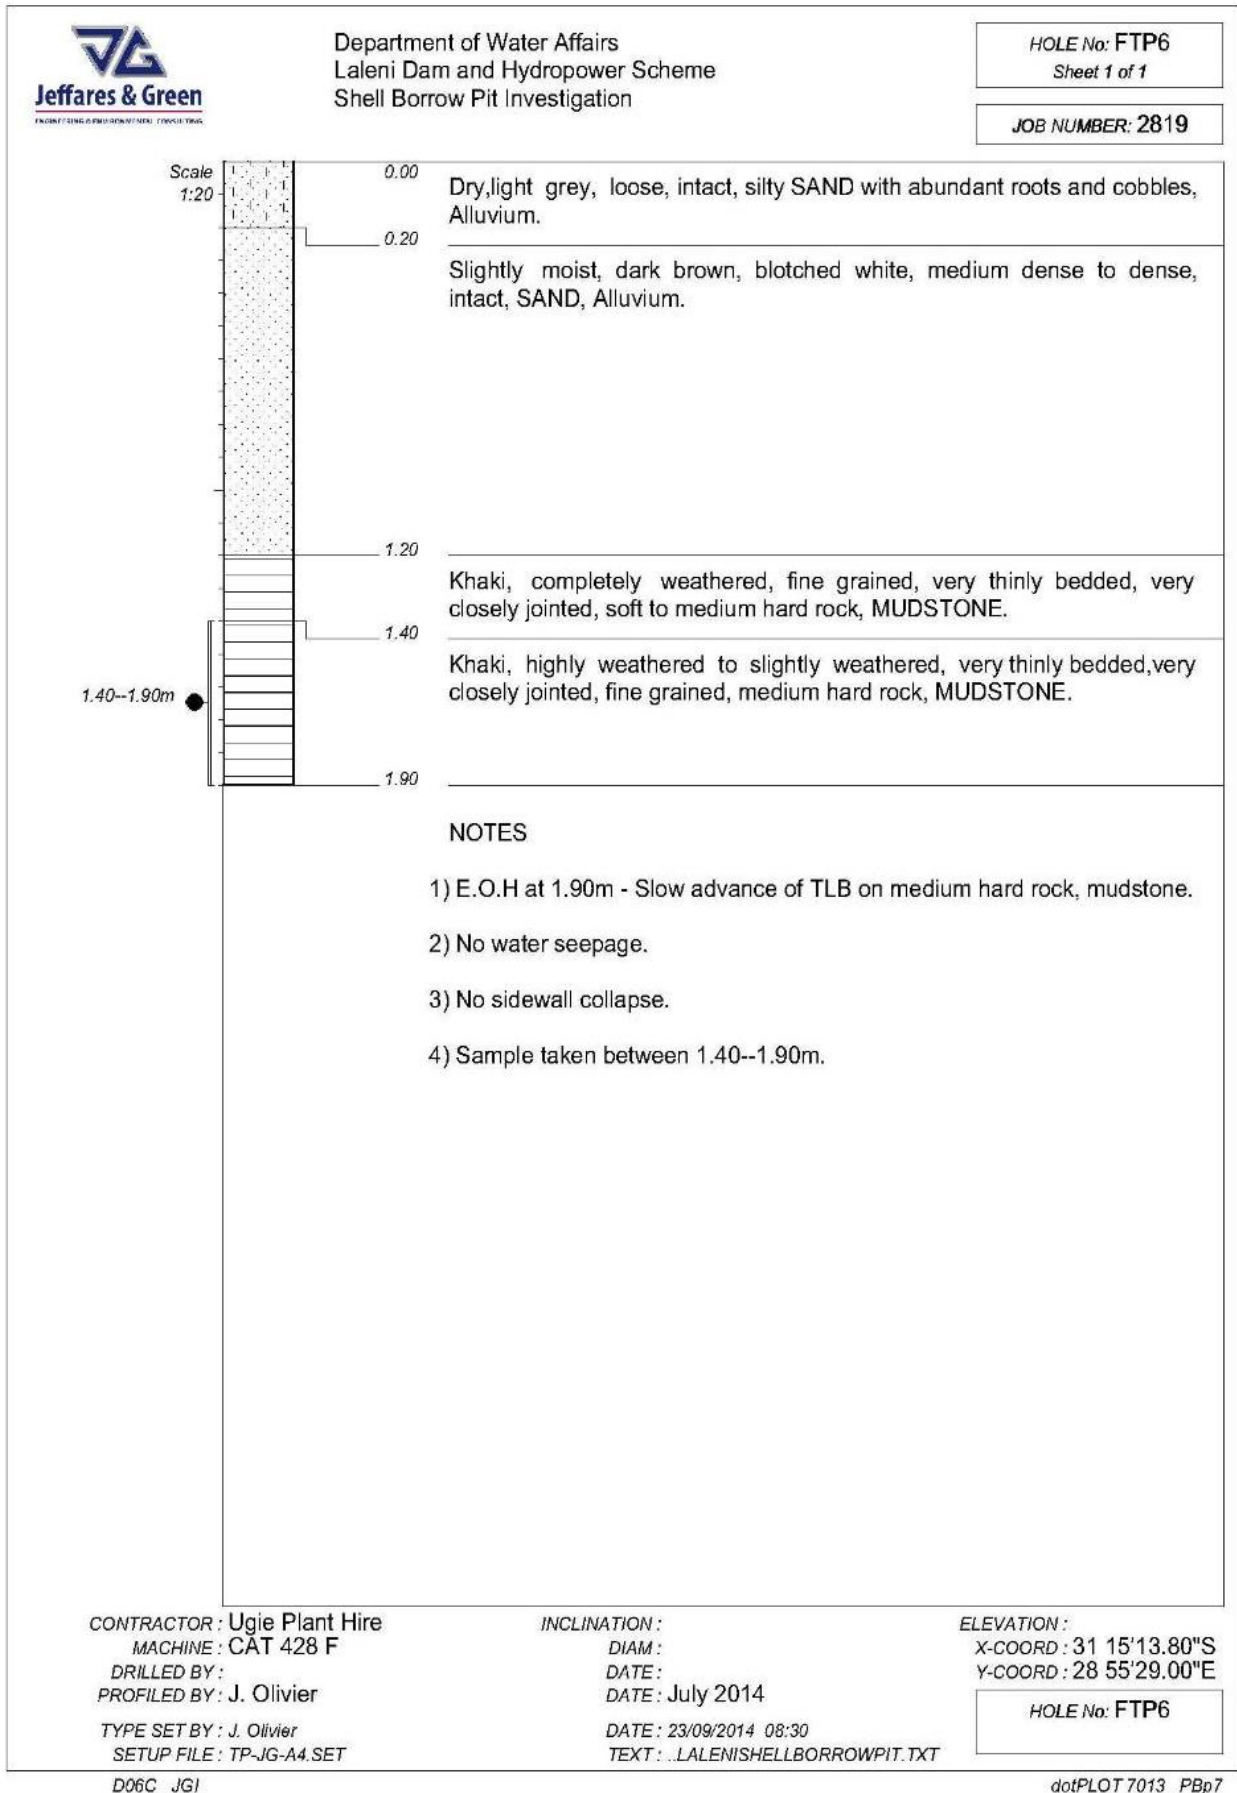 Jeffares & Green
ENGINEERING & ENVIRONMENTAL CONSULTING
Department of Water Affairs
Laleni Dam and Hydropower Scheme
Shell Borrow Pit Investigation
HOLE No: FTP6
Sheet 1 of 1
JOB NUMBER: 2819
Scale
1:20
0.00
Dry,light grey, loose, intact, silty SAND with abundant roots and cobbles,
Alluvium.
0.20
Slightly moist, dark brown, blotched white, medium dense to dense,
intact, SAND, Alluvium.
1.20
Khaki, completely weathered, fine grained, very thinly bedded, very
closely jointed, soft to medium hard rock, MUDSTONE.
1.40
Khaki, highly weathered to slightly weathered, very thinly bedded,very
closely jointed, fine grained, medium hard rock, MUDSTONE.
1.40--1.90m
1.90
NOTES
1) E.O.H at 1.90m - Slow advance of TLB on medium hard rock, mudstone.
2) No water seepage.
3) No sidewall collapse.
4) Sample taken between 1.40--1.90m.
CONTRACTOR : Ugie Plant Hire
MACHINE : CAT 428 F
DRILLED BY :
PROFILED BY : J. Olivier
TYPE SET BY : J. Olivier
SETUP FILE : TP-JG-A4.SET
INCLINATION :
DIAM :
DATE :
DATE : July 2014
DATE : 23/09/2014 08:30
TEXT : ..LALENISHELLBORROWPIT.TXT
ELEVATION :
X-COORD : 31 15'13.80"S
Y-COORD : 28 55'29.00"E
HOLE No: FTP6
D06C JGI
dotPLOT 7013 PBp7